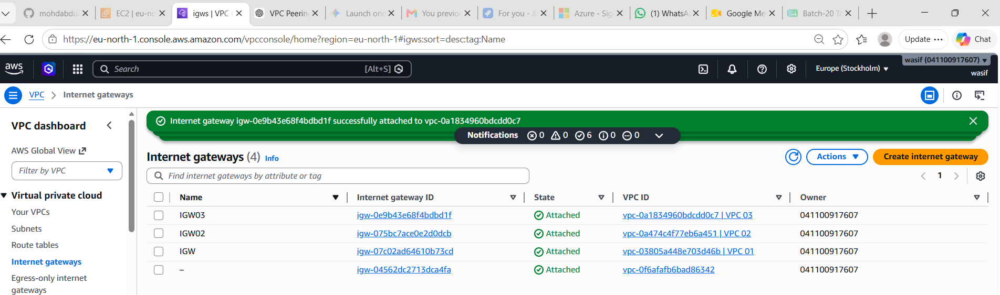 mohdabdul
EC2 | eu-no
igws | VPC C
VPC Peering
Launch one
You previou
For you - Ji
Azure - Sig
(1) WhatsAp
Google Me
Batch-20 Ta
https://eu-north-1.console.aws.amazon.com/vpcconsole/home?region=eu-north-1#igws:sort=desc:tag:Name
Update
Chat
aws
Search
[Alt+S]
Europe (Stockholm)
wasif (041100917607)
wasif
VPC
Internet gateways
VPC dashboard
AWS Global View
Filter by VPC
Virtual private cloud
Your VPCs
Subnets
Route tables
Internet gateways
Egress-only internet
gateways
Internet gateway igw-0e9b43e68f4bdbd1f successfully attached to vpc-0a1834960bdcdd0c7
Notifications 0 0 6 0 0
Internet gateways (4) Info
Actions
Create internet gateway
Find internet gateways by attribute or tag
1
Name Internet gateway ID State VPC ID Owner
IGW03 igw-0e9b43e68f4bdbd1f Attached vpc-0a1834960bdcdd0c7 | VPC 03 041100917607
IGW02 igw-075bc7ace0e2d0dcb Attached vpc-0a474c4f77eb6a451 | VPC 02 041100917607
IGW igw-07c02ad64610b73cd Attached vpc-03805a448e703d46b | VPC 01 041100917607
– igw-04562dc2713dca4fa Attached vpc-0f6afafb6bad86342 041100917607